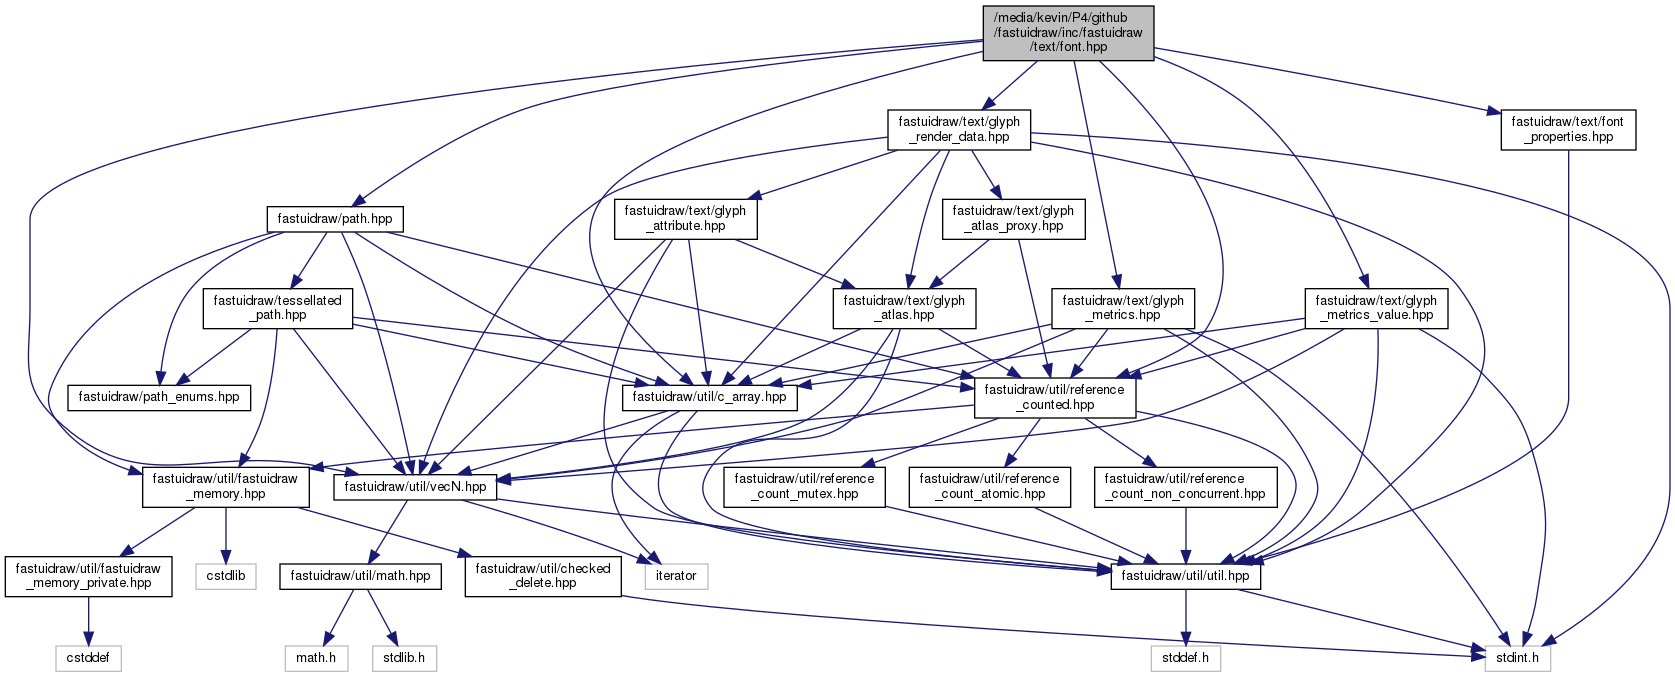 /media/kevin/P4/github
/fastuidraw/inc/fastuidraw
/text/font.hpp
fastuidraw/text/glyph
_render_data.hpp
fastuidraw/text/font
_properties.hpp
fastuidraw/path.hpp
fastuidraw/text/glyph
_attribute.hpp
fastuidraw/text/glyph
_atlas_proxy.hpp
fastuidraw/tessellated
_path.hpp
fastuidraw/text/glyph
_atlas.hpp
fastuidraw/text/glyph
_metrics.hpp
fastuidraw/text/glyph
_metrics_value.hpp
fastuidraw/path_enums.hpp
fastuidraw/util/c_array.hpp
fastuidraw/util/reference
_counted.hpp
fastuidraw/util/fastuidraw
_memory.hpp
fastuidraw/util/vecN.hpp
fastuidraw/util/reference
_count_mutex.hpp
fastuidraw/util/reference
_count_atomic.hpp
fastuidraw/util/reference
_count_non_concurrent.hpp
fastuidraw/util/fastuidraw
_memory_private.hpp
cstdlib
fastuidraw/util/math.hpp
fastuidraw/util/checked
_delete.hpp
iterator
fastuidraw/util/util.hpp
cstddef
math.h
stdlib.h
stddef.h
stdint.h